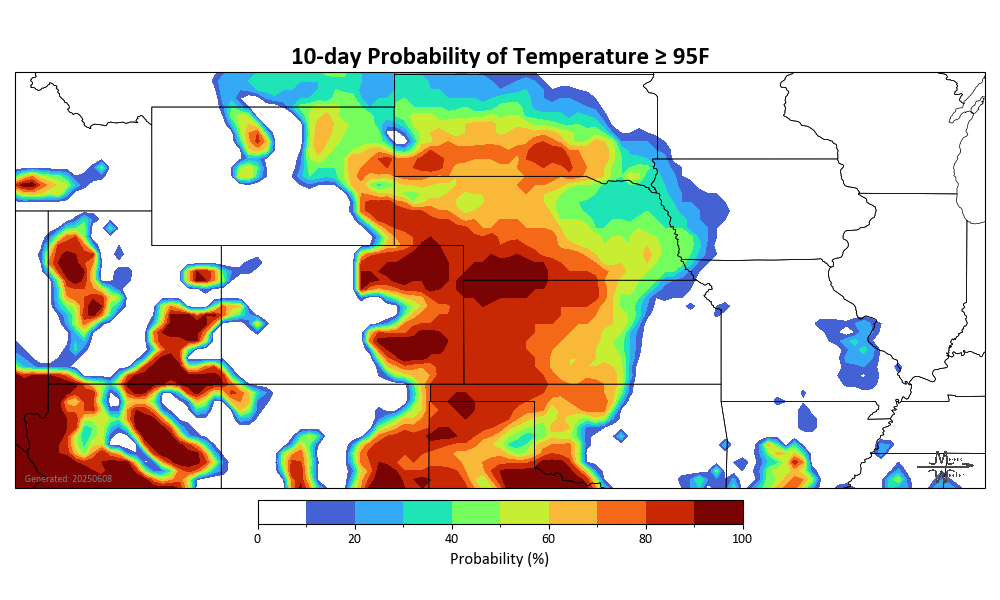 10-day Probability of Temperature ≥ 95F
Generated: 20250608
0 20 40 60 80 100
Probability (%)